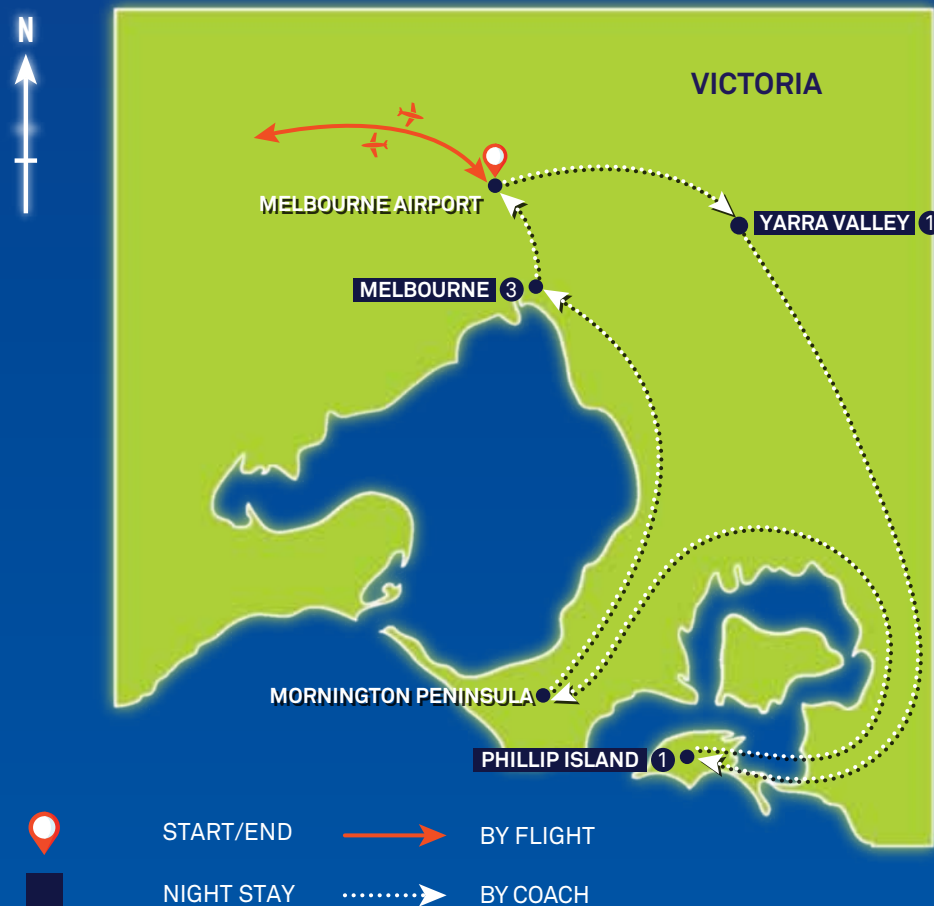 N
VICTORIA
MELBOURNE AIRPORT
YARRA VALLEY 1
MELBOURNE 3
MORNINGTON PENINSULA
PHILLIP ISLAND 1
START/END
BY FLIGHT
NIGHT STAY
BY COACH